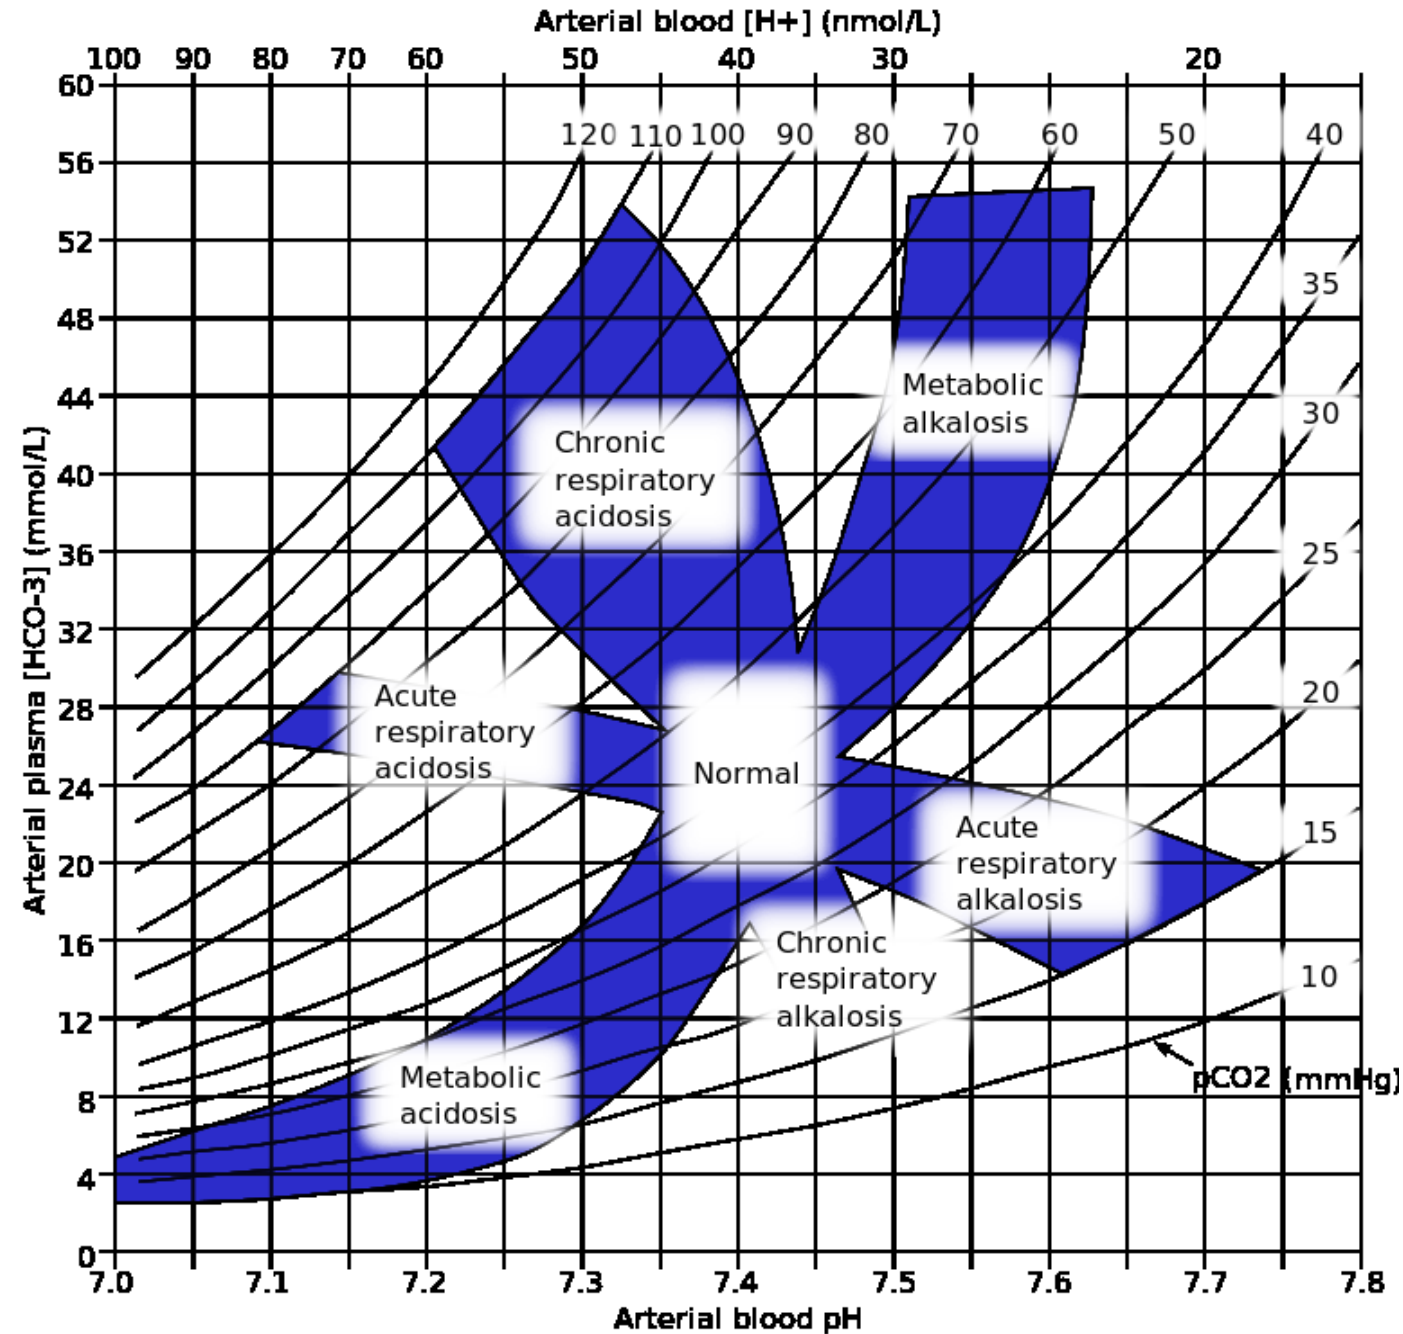 Arterial blood [H+] (nmol/L)
100 90 80 70 60 50 40 30 20
60
120 110 100 90 80 70 60 50 40
56
52
35
48
Metabolic
alkalosis
44
30
Chronic
respiratory
acidosis
40
36
25
32
28
20
Acute
respiratory
acidosis
Normal
24
Acute
respiratory
alkalosis
15
20
16
Chronic
respiratory
alkalosis
10
12
Metabolic
acidosis
pCO2 (mmHg)
8
4
0
7.0 7.1 7.2 7.3 7.4 7.5 7.6 7.7 7.8
Arterial blood pH
Arterial plasma [HCO-3] (mmol/L)